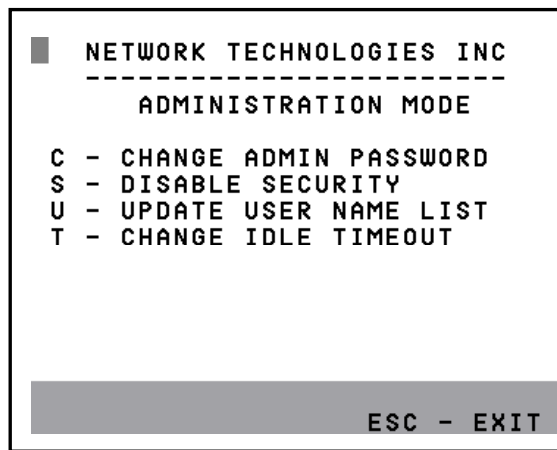 NETWORK TECHNOLOGIES INC
------------------------
ADMINISTRATION MODE
C - CHANGE ADMIN PASSWORD
S - DISABLE SECURITY
U - UPDATE USER NAME LIST
T - CHANGE IDLE TIMEOUT
ESC - EXIT